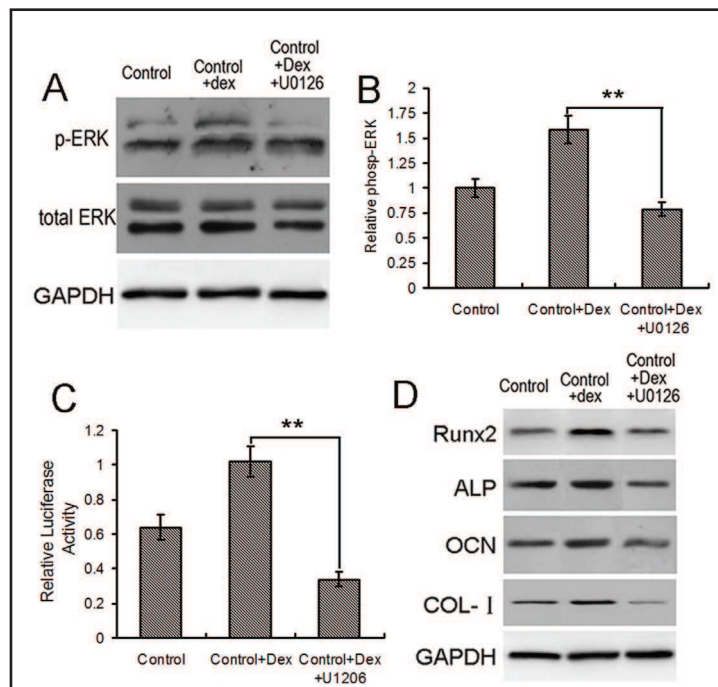 A
Control
Control
+dex
Control
+Dex
+U0126
p-ERK
total ERK
GAPDH
B
**
Relative phosp-ERK
2
1.75
1.5
1.25
1
0.75
0.5
0.25
0
Control
Control+Dex
Control+Dex
+U0126
C
**
Relative Luciferase
Activity
1.2
1
0.8
0.6
0.4
0.2
0
Control
Control+Dex
Control+Dex
+U1206
D
Control
Control
+dex
Control
+Dex
+U0126
Runx2
ALP
OCN
COL- Ⅰ
GAPDH